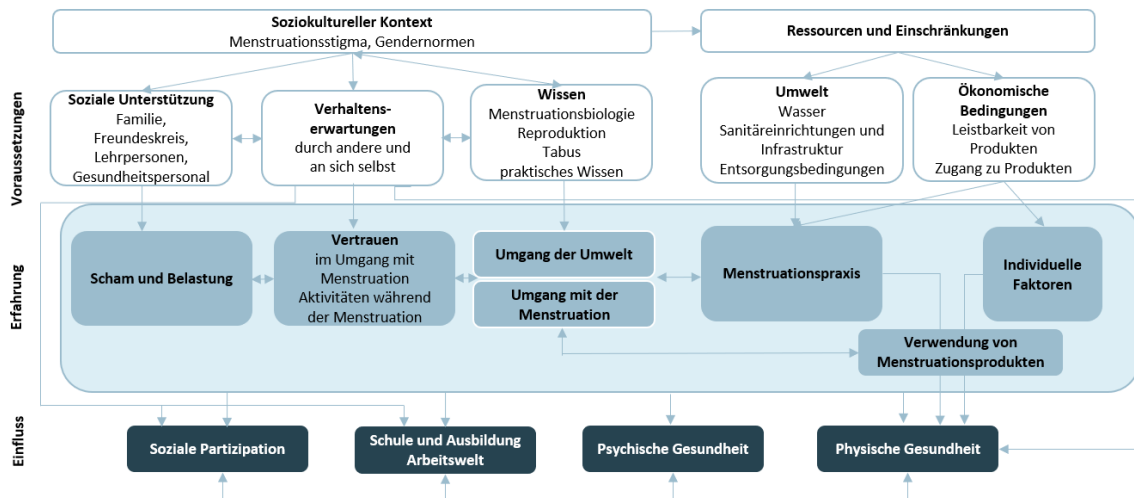 Soziokultureller Kontext
Menstruationsstigma, Gendernormen
Ressourcen und Einschränkungen
Voraussetzungen
Soziale Unterstützung
Familie,
Freundeskreis,
Lehrpersonen,
Gesundheitspersonal
Verhaltens-
erwartungen
durch andere und
an sich selbst
Wissen
Menstruationsbiologie
Reproduktion
Tabus
praktisches Wissen
Umwelt
Wasser
Sanitäreinrichtungen und
Infrastruktur
Entsorgungsbedingungen
Ökonomische
Bedingungen
Leistbarkeit von
Produkten
Zugang zu Produkten
Erfahrung
Scham und Belastung
Vertrauen
im Umgang mit
Menstruation
Aktivitäten während
der Menstruation
Umgang der Umwelt
Umgang mit der
Menstruation
Menstruationspraxis
Individuelle
Faktoren
Verwendung von
Menstruationsprodukten
Einfluss
Soziale Partizipation
Schule und Ausbildung
Arbeitswelt
Psychische Gesundheit
Physische Gesundheit